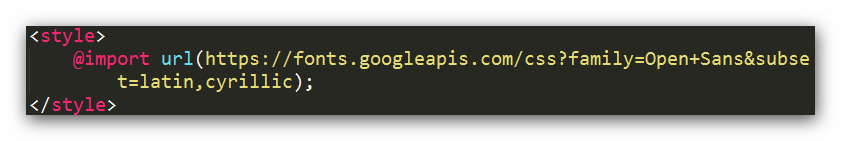 <style>
@import url(https://fonts.googleapis.com/css?family=Open+Sans&subse
t=latin,cyrillic);
</style>